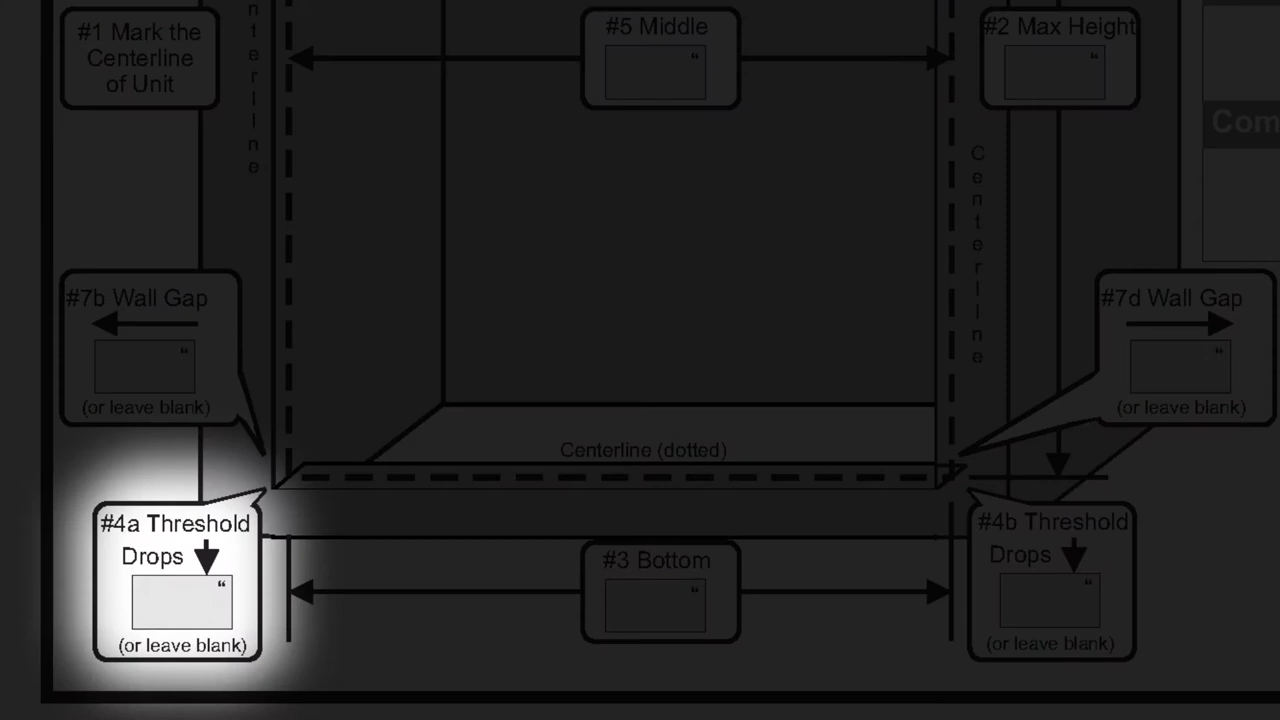 #1 Mark the
Centerline
of Unit
nterline
#5 Middle
“
#2 Max Height
“
Com
Centerline
#7b Wall Gap
“
(or leave blank)
#7d Wall Gap
“
(or leave blank)
Centerline (dotted)
#4a Threshold
Drops
“
(or leave blank)
#3 Bottom
“
#4b Threshold
Drops
“
(or leave blank)